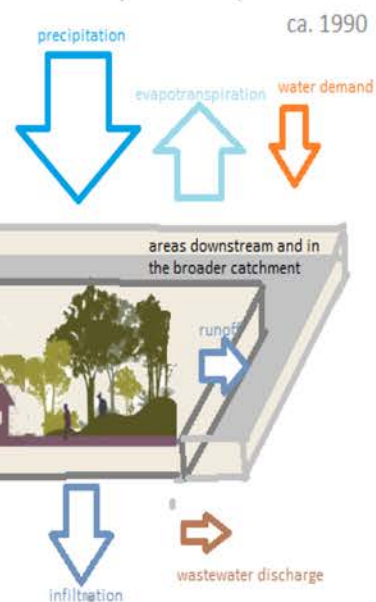 ca. 1990
precipitation
evapotranspiration
water demand
areas downstream and in
the broader catchment
runoff
infiltration
wastewater discharge